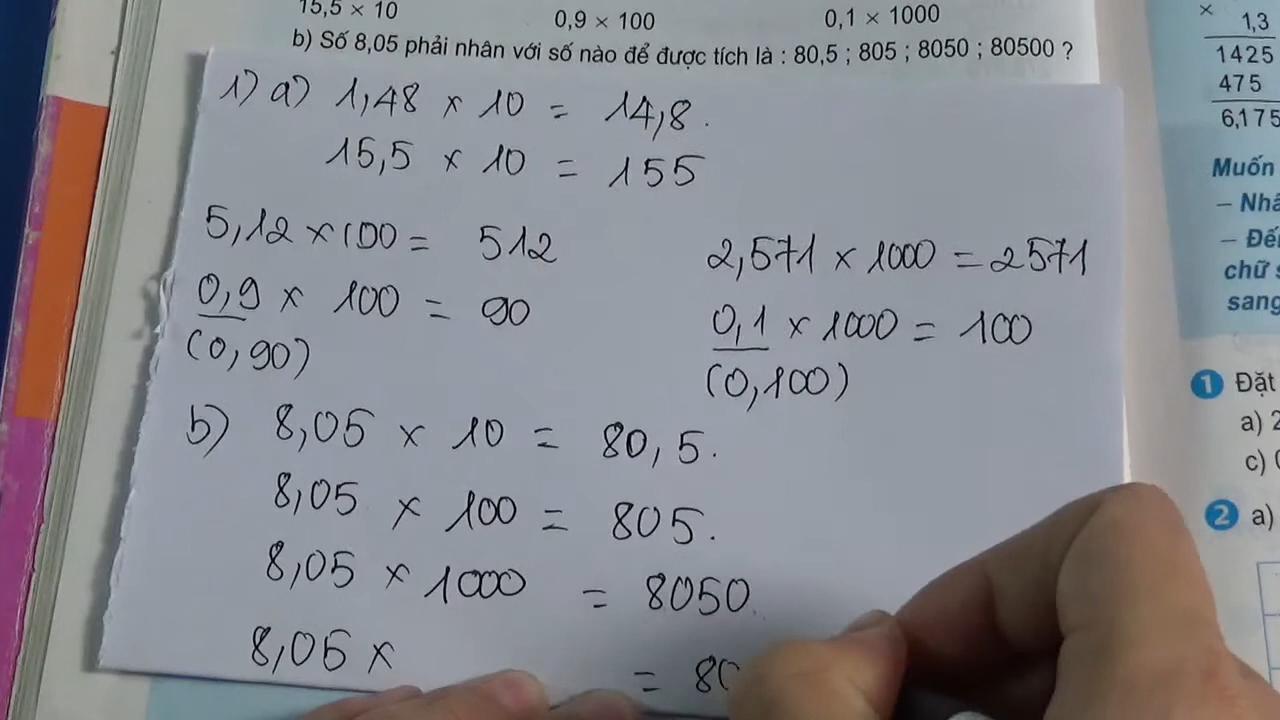 15,5 × 10 0,9 × 100 0,1 × 1000
b) Số 8,05 phải nhân với số nào để được tích là : 80,5 ; 805 ; 8050 ; 80500 ?
1) a) 1,48 × 10 = 14,8.
15,5 × 10 = 155
5,12 × 100 = 512
0,9 × 100 = 90
(0,90)
2,571 × 1000 = 2571
0,1 × 1000 = 100
(0,100)
b) 8,05 × 10 = 80,5.
8,05 × 100 = 805.
8,05 × 1000 = 8050.
8,05 × = 80
×
1,3
1425
475
6,175
Muốn
– Nhâ
– Đế
chữ s
sang
1 Đặt
a) 2
c)
2 a)